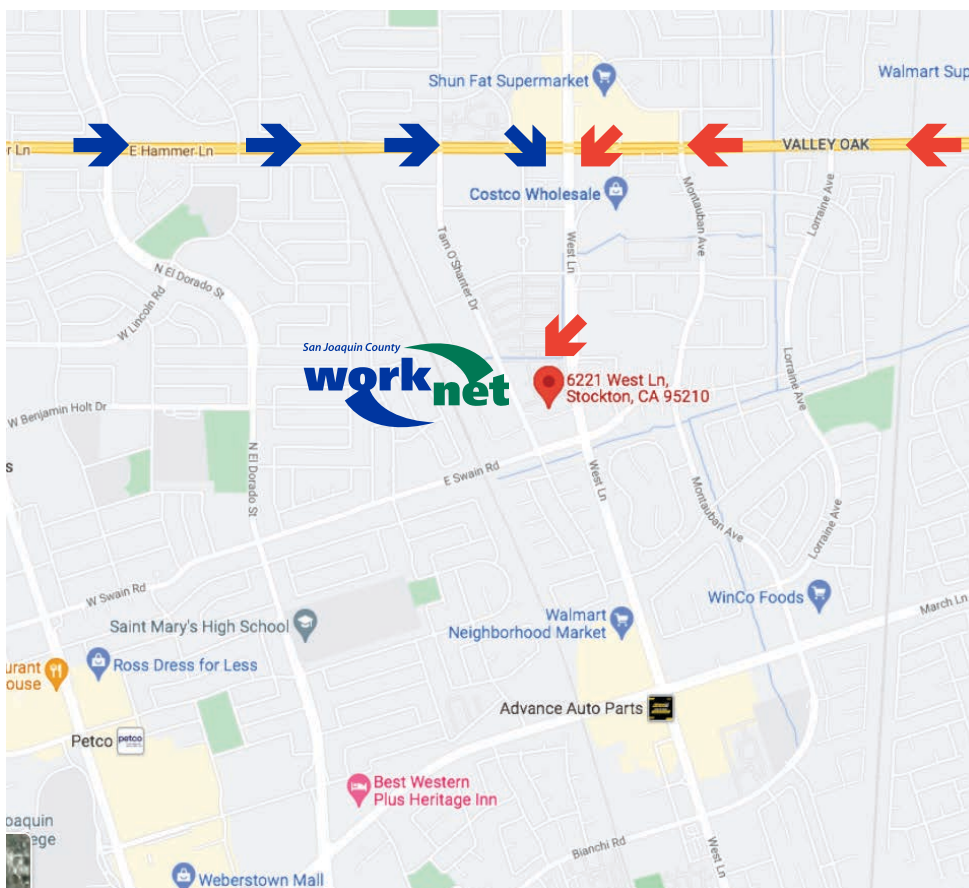 Shun Fat Supermarket
Walmart Sup
r Ln
E Hammer Ln
VALLEY OAK
Costco Wholesale
Montauban Ave
Lorraine Ave
West Ln
Tam O'Shanter Dr
N El Dorado St
W Lincoln Rd
San Joaquin County
work
net
6221 West Ln,
Stockton, CA 95210
Lorraine Ave
W Benjamin Holt Dr
s
N El Dorado St
E Swain Rd
West Ln
Montauban Ave
Lorraine Ave
W Swain Rd
WinCo Foods
March Ln
Saint Mary's High School
Walmart
Neighborhood Market
urant
ouse
Ross Dress for Less
Advance Auto Parts
Petco
petco
Best Western
Plus Heritage Inn
oaquin
ege
Bianchi Rd
West Ln
Weberstown Mall